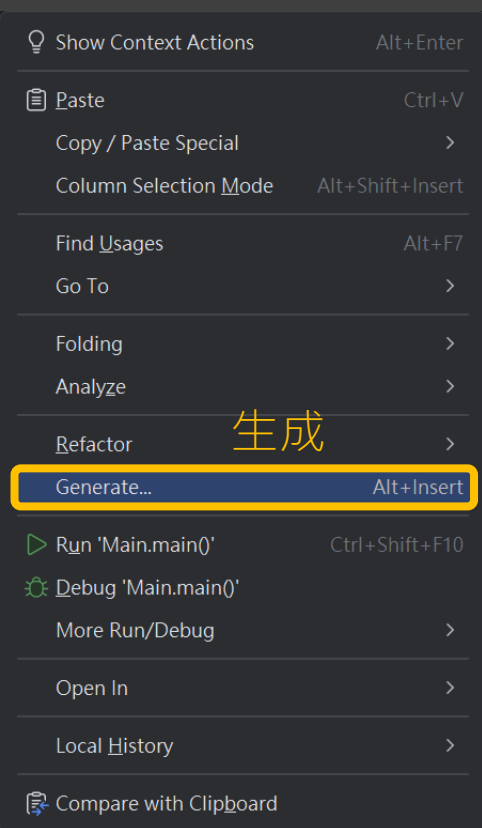 Show Context Actions Alt+Enter
Paste Ctrl+V
Copy / Paste Special
Column Selection Mode Alt+Shift+Insert
Find Usages Alt+F7
Go To
Folding
Analyze
生成
Refactor
Generate... Alt+Insert
Run 'Main.main()' Ctrl+Shift+F10
Debug 'Main.main()'
More Run/Debug
Open In
Local History
Compare with Clipboard